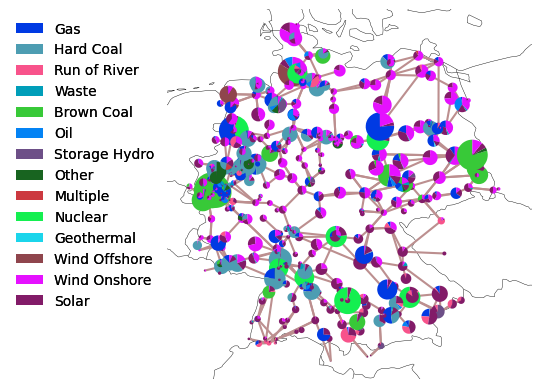 Gas
Hard Coal
Run of River
Waste
Brown Coal
Oil
Storage Hydro
Other
Multiple
Nuclear
Geothermal
Wind Offshore
Wind Onshore
Solar